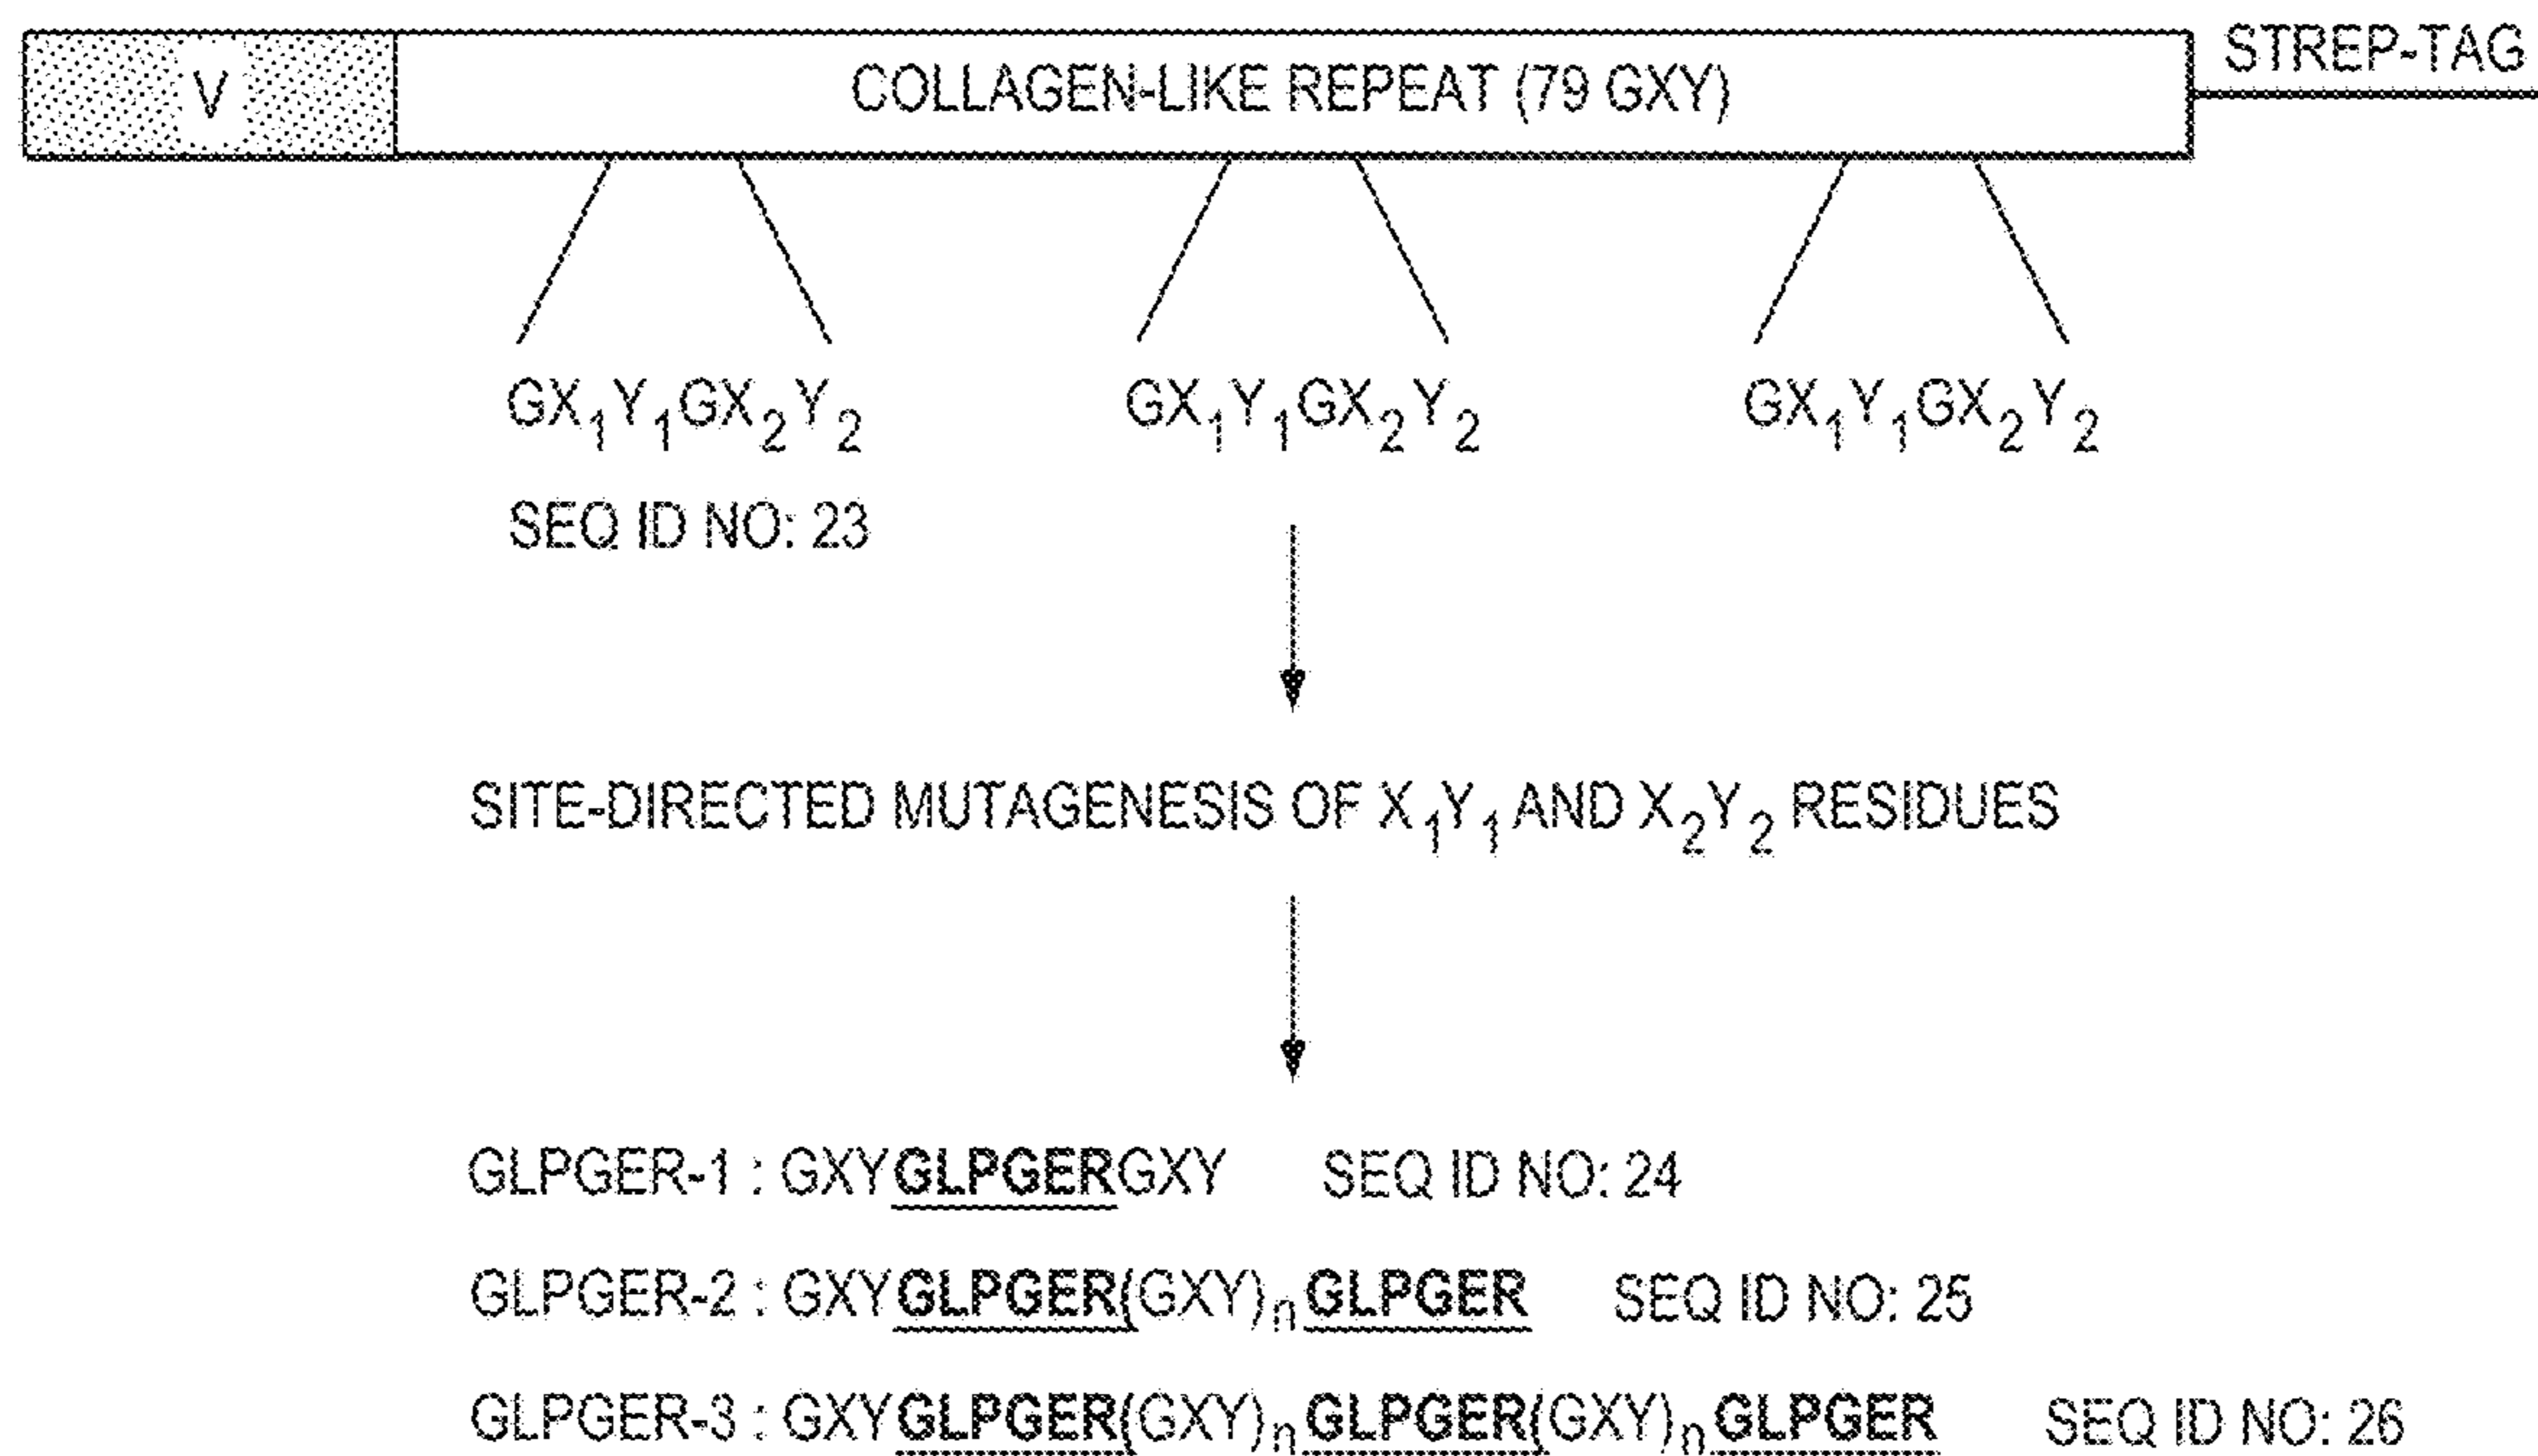 STREP-TAG
V COLLAGEN-LIKE REPEAT (79 GXY)
GX₁Y₁GX₂Y₂ GX₁Y₁GX₂Y₂ GX₁Y₁GX₂Y₂
SEQ ID NO: 23
SITE-DIRECTED MUTAGENESIS OF X₁Y₁ AND X₂Y₂ RESIDUES
GLPGER-1 : GXYGLPGERGXY SEQ ID NO: 24
GLPGER-2 : GXYGLPGER(GXY)ₙGLPGER SEQ ID NO: 25
GLPGER-3 : GXYGLPGER(GXY)ₙGLPGER(GXY)ₙGLPGER SEQ ID NO: 26